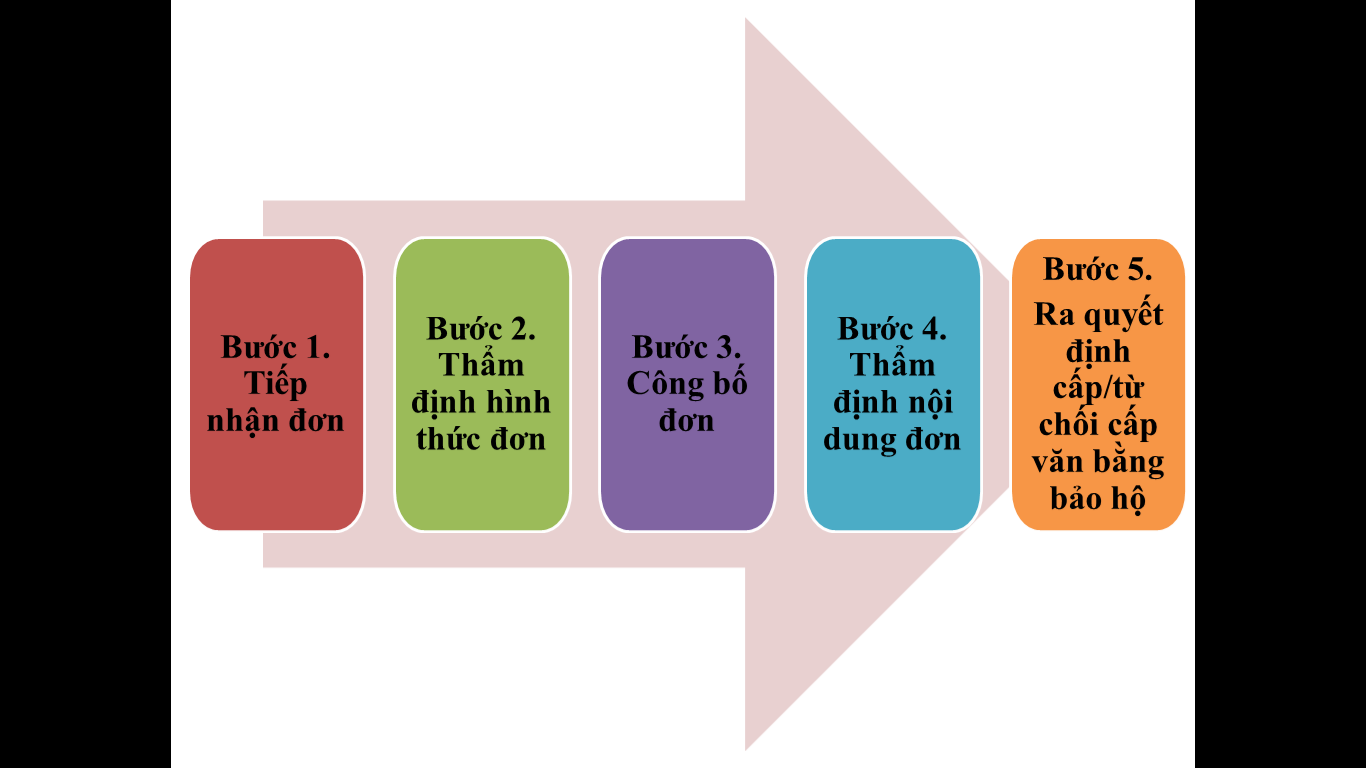 Bước 1.
Tiếp
nhận đơn
Bước 2.
Thẩm
định hình
thức đơn
Bước 3.
Công bố
đơn
Bước 4.
Thẩm
định nội
dung đơn
Bước 5.
Ra quyết
định
cấp/từ
chối cấp
văn bằng
bảo hộ